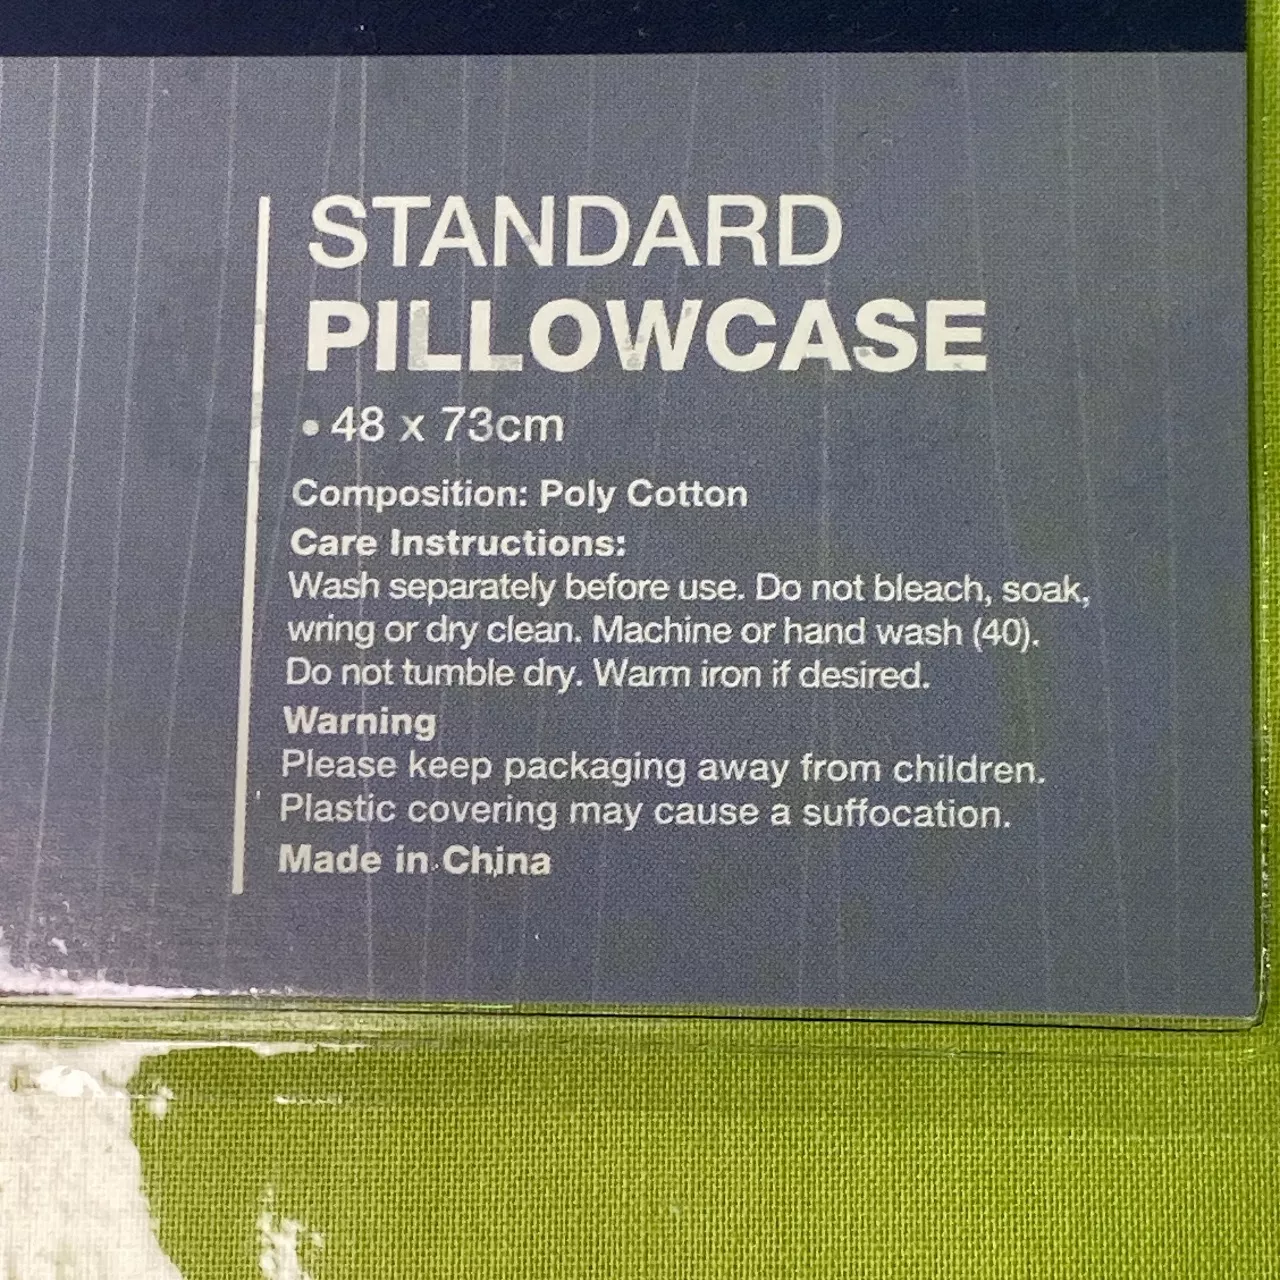 STANDARD
PILLOWCASE
• 48 x 73cm
Composition: Poly Cotton
Care Instructions:
Wash separately before use. Do not bleach, soak,
wring or dry clean. Machine or hand wash (40).
Do not tumble dry. Warm iron if desired.
Warning
Please keep packaging away from children.
Plastic covering may cause a suffocation.
Made in China